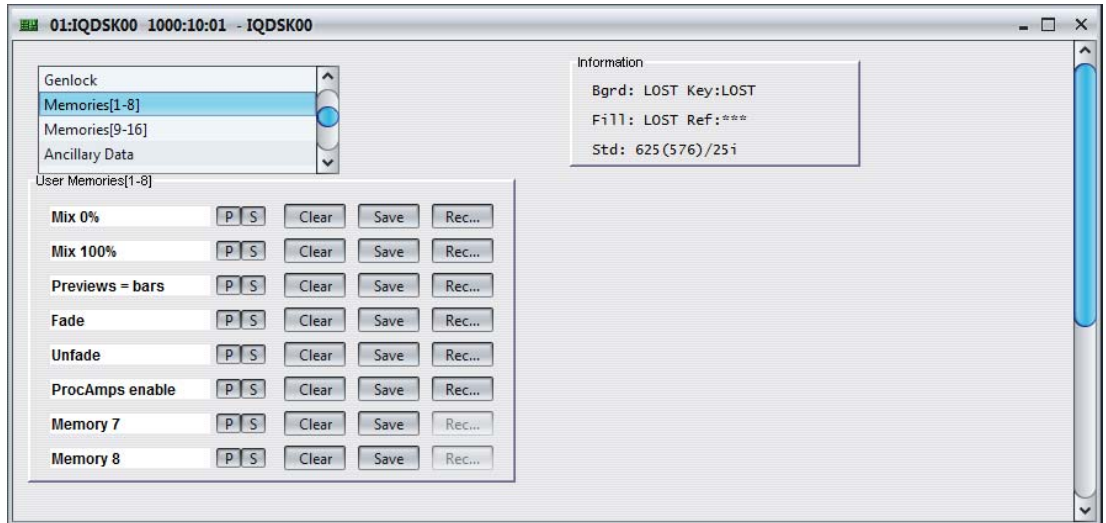 01:IQDSK00 1000:10:01 - IQDSK00
Genlock
Memories[1-8]
Memories[9-16]
Ancillary Data
Information
Bgrd: LOST Key:LOST
Fill: LOST Ref:***
Std: 625(576)/25i
User Memories[1-8]
Mix 0% P S Clear Save Rec...
Mix 100% P S Clear Save Rec...
Previews = bars P S Clear Save Rec...
Fade P S Clear Save Rec...
Unfade P S Clear Save Rec...
ProcAmps enable P S Clear Save Rec...
Memory 7 P S Clear Save Rec...
Memory 8 P S Clear Save Rec...